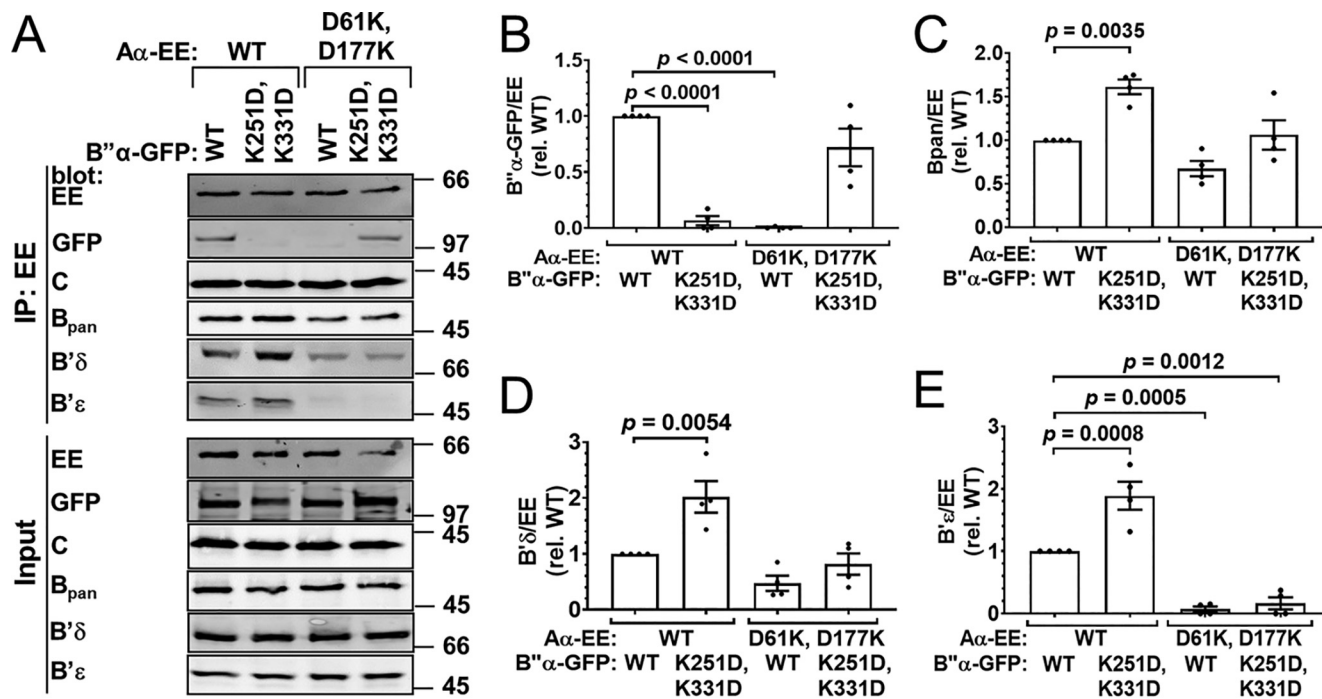 A
Aα-EE: WT D61K, D177K
B"α-GFP: WT K251D, K331D WT K251D, K331D
IP: EE
blot:
EE 66
GFP 97
C 45
Bpan 45
B'δ 66
B'ε 45
Input
EE 66
GFP 97
C 45
Bpan 45
B'δ 66
B'ε 45
B
p < 0.0001
p < 0.0001
B"α-GFP/EE
(rel. WT)
1.5
1.0
0.5
0.0
Aα-EE: WT D61K, D177K
B"α-GFP: WT K251D, WT K251D,
K331D K331D
C
p = 0.0035
Bpan/EE
(rel. WT)
2.0
1.5
1.0
0.5
0.0
Aα-EE: WT D61K, D177K
B"α-GFP: WT K251D, WT K251D,
K331D K331D
D
p = 0.0054
B'δ/EE
(rel. WT)
3
2
1
0
Aα-EE: WT D61K, D177K
B"α-GFP: WT K251D, WT K251D,
K331D K331D
E
p = 0.0012
p = 0.0005
p = 0.0008
B'ε/EE
(rel. WT)
3
2
1
0
Aα-EE: WT D61K, D177K
B"α-GFP: WT K251D, WT K251D,
K331D K331D